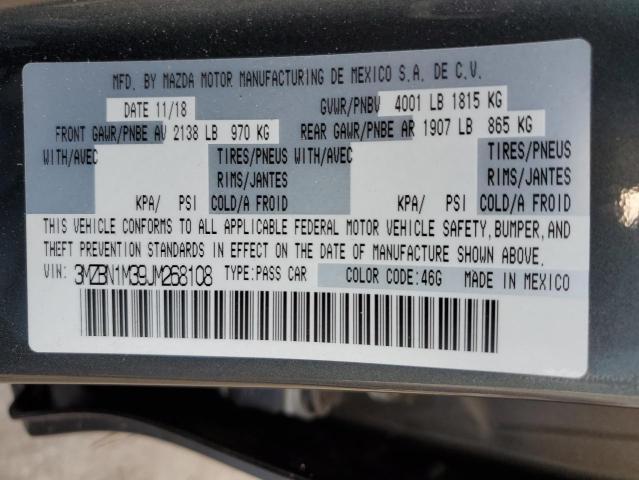 MFD. BY MAZDA MOTOR MANUFACTURING DE MEXICO S.A. DE C.V.
DATE 11/18 GVWR/PNBV 4001 LB 1815 KG
FRONT GAWR/PNBE AV 2138 LB 970 KG REAR GAWR/PNBE AR 1907 LB 865 KG
WITH/AVEC TIRES/PNEUS WITH/AVEC TIRES/PNEUS
RIMS/JANTES RIMS/JANTES
KPA/ PSI COLD/A FROID KPA/ PSI COLD/A FROID
THIS VEHICLE CONFORMS TO ALL APPLICABLE FEDERAL MOTOR VEHICLE SAFETY, BUMPER, AND
THEFT PREVENTION STANDARDS IN EFFECT ON THE DATE OF MANUFACTURE SHOWN ABOVE.
VIN: 3MZBN1M39JM268108 TYPE:PASS CAR COLOR CODE:46G MADE IN MEXICO